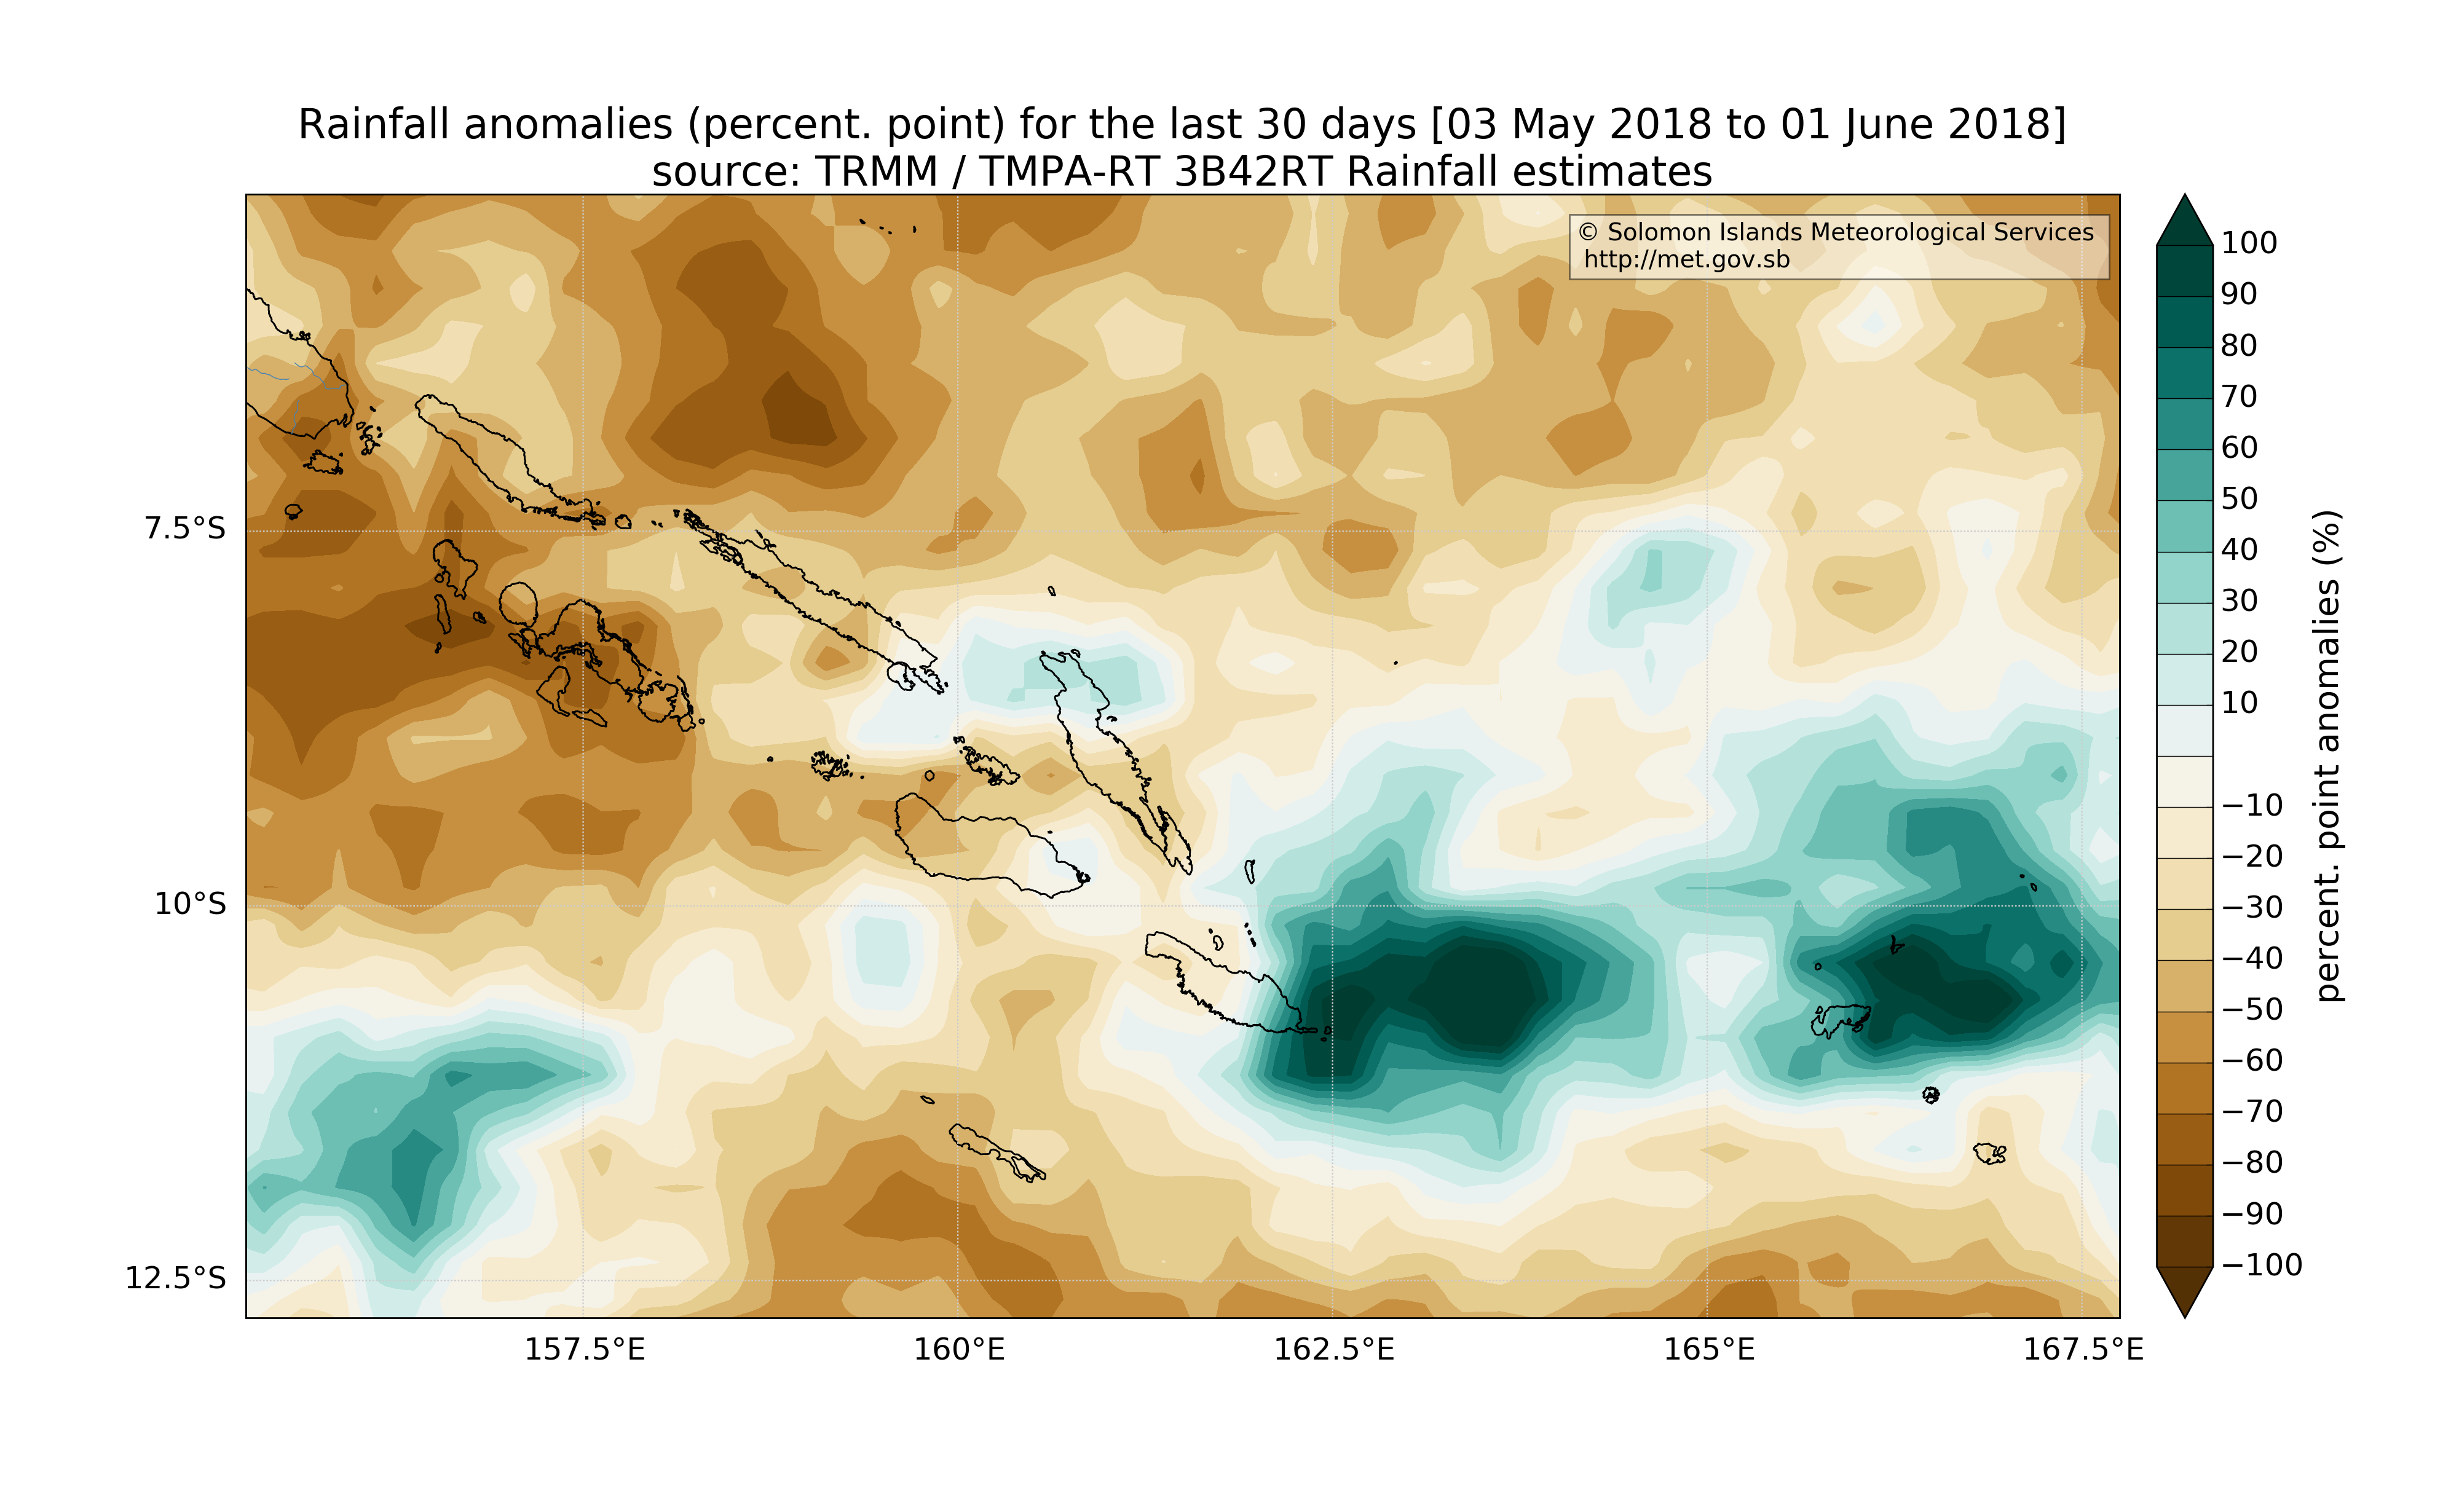 Rainfall anomalies (percent. point) for the last 30 days [03 May 2018 to 01 June 2018]
source: TRMM / TMPA-RT 3B42RT Rainfall estimates
© Solomon Islands Meteorological Services
http://met.gov.sb
7.5°S
10°S
12.5°S
157.5°E
160°E
162.5°E
165°E
167.5°E
100
90
80
70
60
50
40
30
20
10
−10
−20
−30
−40
−50
−60
−70
−80
−90
−100
percent. point anomalies (%)